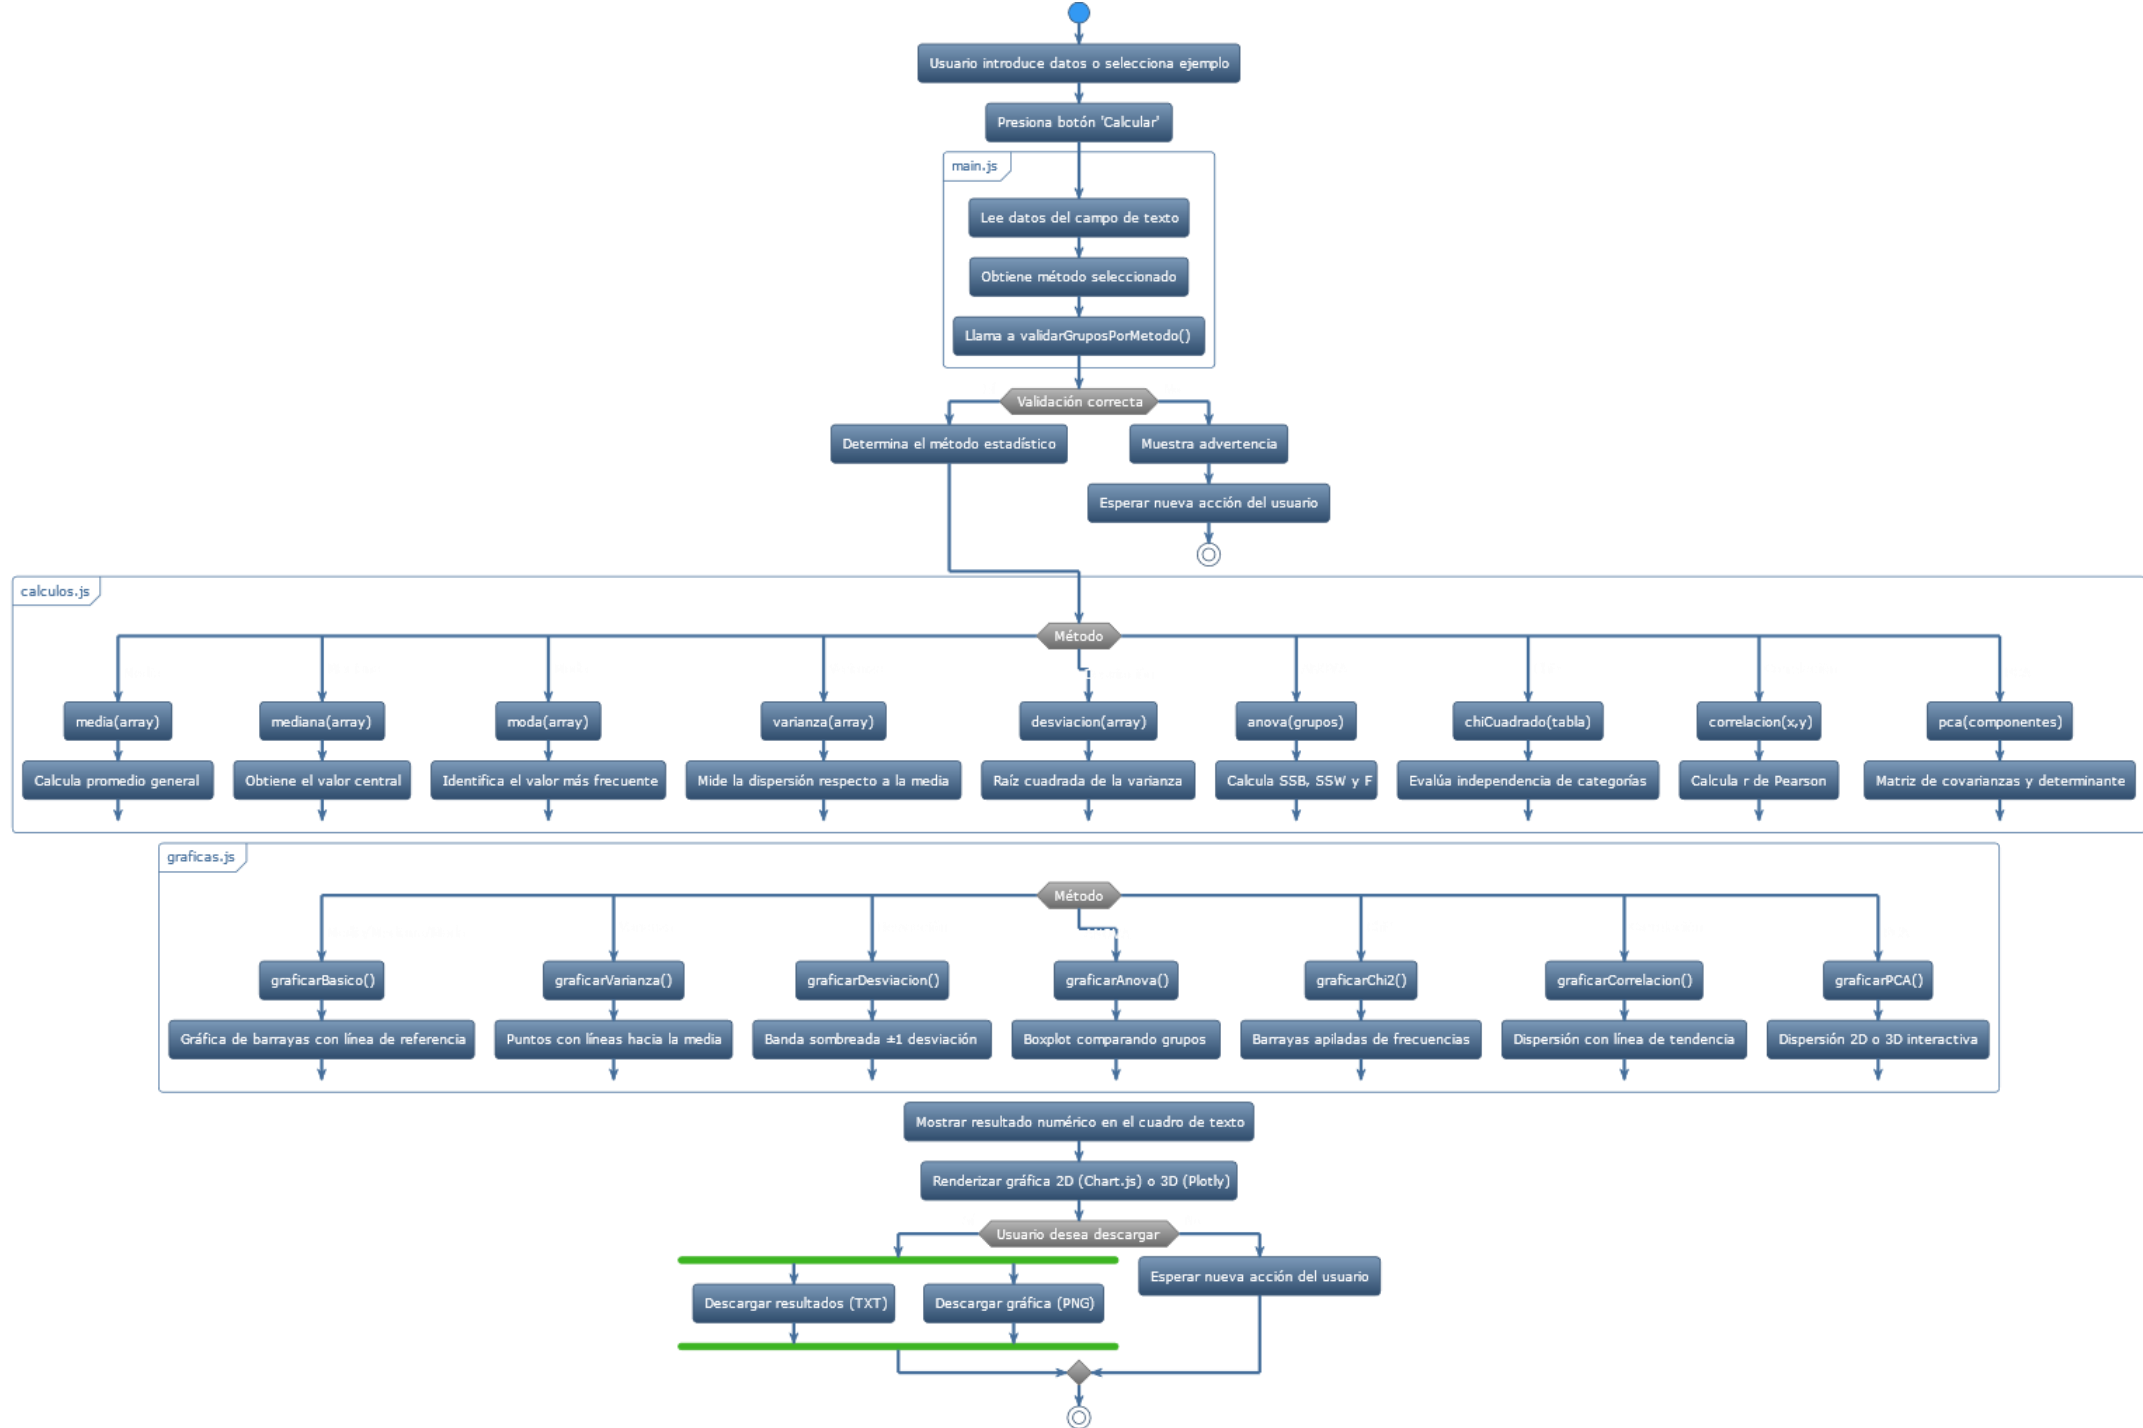 Usuario introduce datos o selecciona ejemplo
Presiona botón 'Calcular'
main.js
Lee datos del campo de texto
Obtiene método seleccionado
Llama a validarGruposPorMetodo()
Validación correcta
Determina el método estadístico
Muestra advertencia
Esperar nueva acción del usuario
calculos.js
Método
media(array)
mediana(array)
moda(array)
varianza(array)
desviacion(array)
anova(grupos)
chiCuadrado(tabla)
correlacion(x,y)
pca(componentes)
Calcula promedio general
Obtiene el valor central
Identifica el valor más frecuente
Mide la dispersión respecto a la media
Raíz cuadrada de la varianza
Calcula SSB, SSW y F
Evalúa independencia de categorías
Calcula r de Pearson
Matriz de covarianzas y determinante
graficas.js
Método
graficarBasico()
graficarVarianza()
graficarDesviacion()
graficarAnova()
graficarChi2()
graficarCorrelacion()
graficarPCA()
Gráfica de barrayas con línea de referencia
Puntos con líneas hacia la media
Banda sombreada ±1 desviación
Boxplot comparando grupos
Barrayas apiladas de frecuencias
Dispersión con línea de tendencia
Dispersión 2D o 3D interactiva
Mostrar resultado numérico en el cuadro de texto
Renderizar gráfica 2D (Chart.js) o 3D (Plotly)
Usuario desea descargar
Esperar nueva acción del usuario
Descargar resultados (TXT)
Descargar gráfica (PNG)